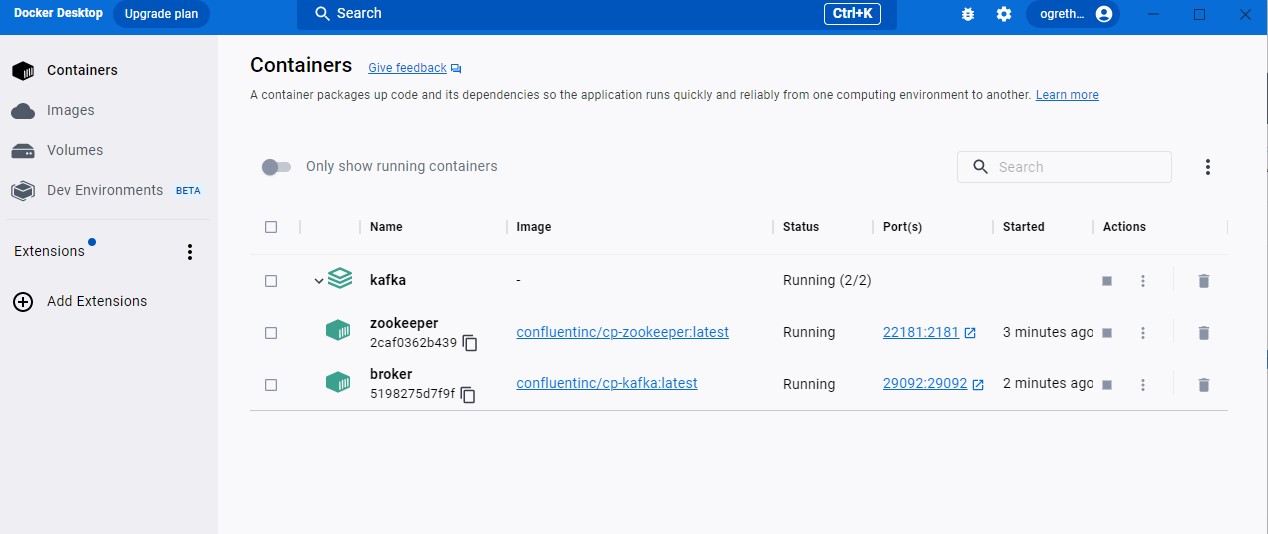 Docker Desktop Upgrade plan Search Ctrl+K ogreth...
Containers
Images
Volumes
Dev Environments BETA
Extensions
Add Extensions
Containers Give feedback
A container packages up code and its dependencies so the application runs quickly and reliably from one computing environment to another. Learn more
Only show running containers Search
Name Image Status Port(s) Started Actions
kafka - Running (2/2)
zookeeper
2caf0362b439 confluentinc/cp-zookeeper:latest Running 22181:2181 3 minutes ago
broker
5198275d7f9f confluentinc/cp-kafka:latest Running 29092:29092 2 minutes ago